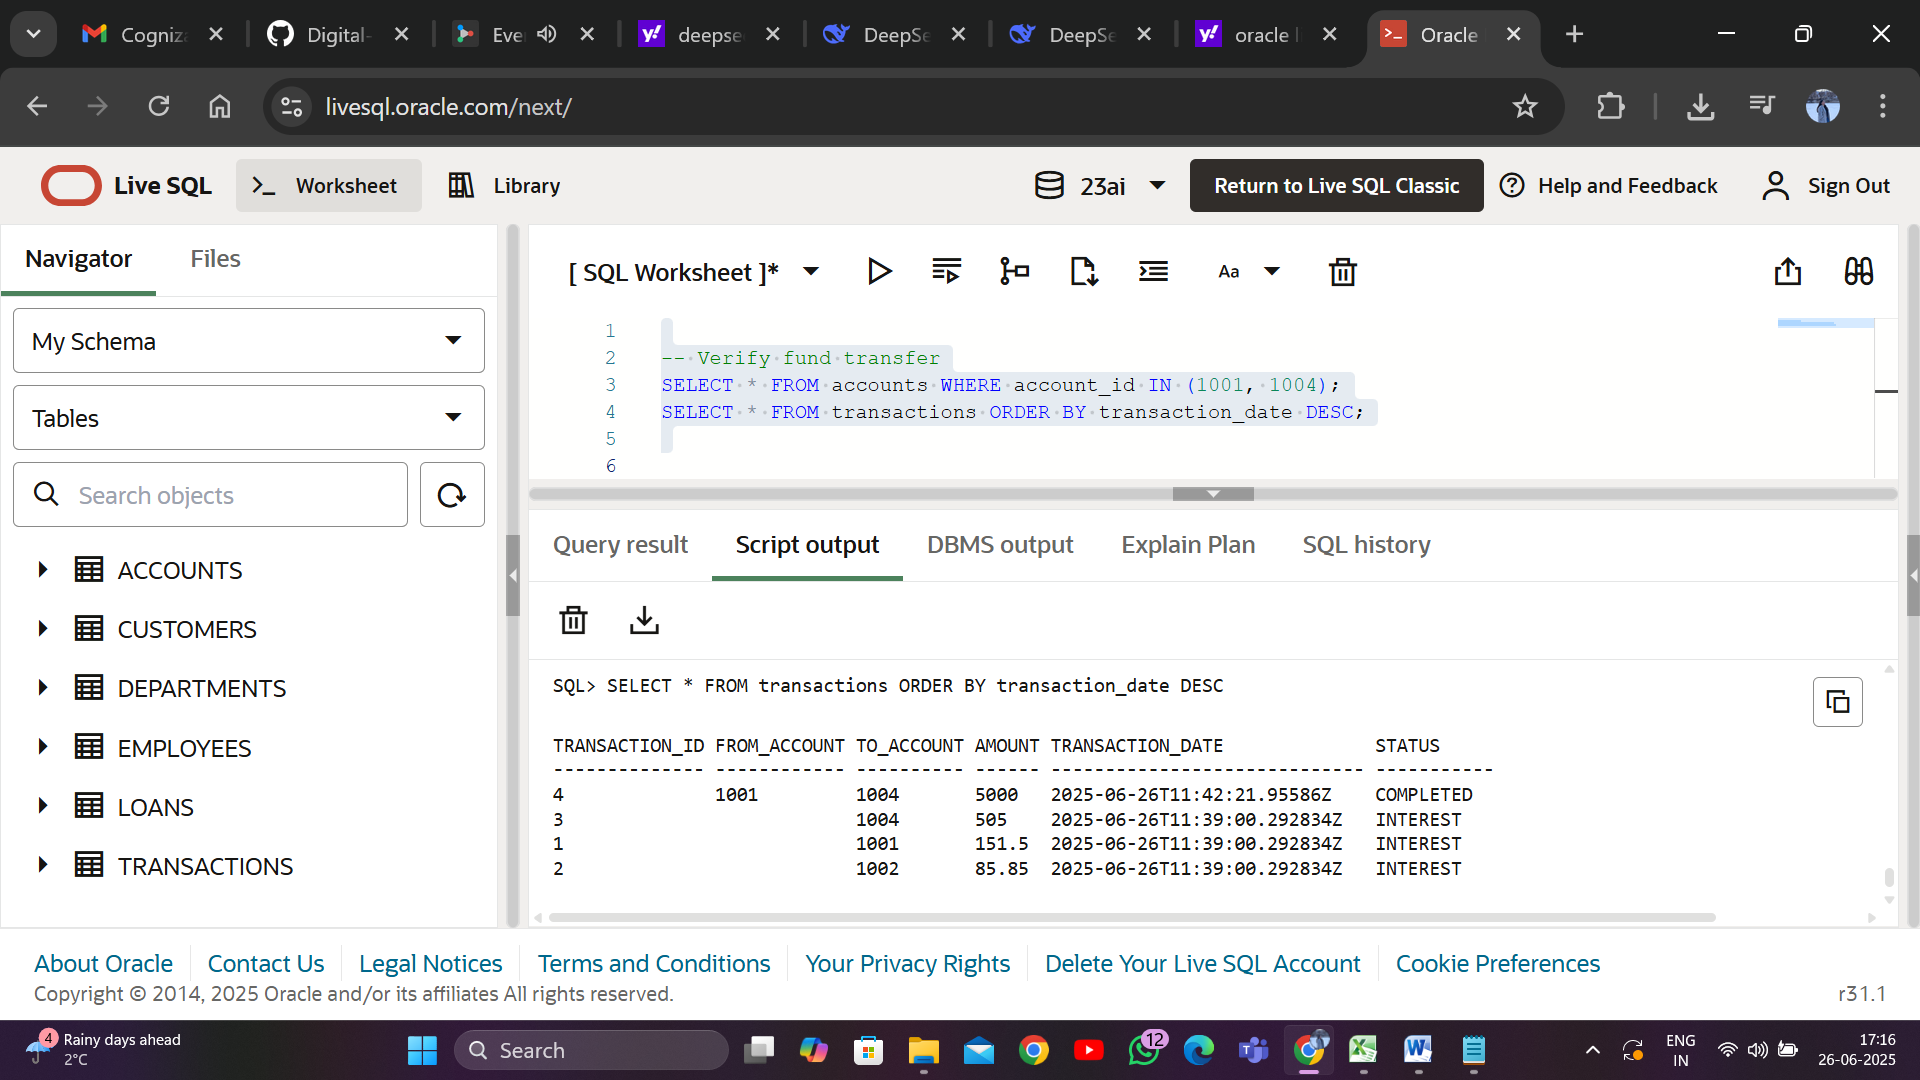 Cogniza
Digital-
Eve
deepse
DeepSe
DeepSe
oracle l
Oracle
livesql.oracle.com/next/
Live SQL
>_ Worksheet
Library
23ai
Return to Live SQL Classic
Help and Feedback
Sign Out
Navigator
Files
My Schema
Tables
Search objects
ACCOUNTS
CUSTOMERS
DEPARTMENTS
EMPLOYEES
LOANS
TRANSACTIONS
[ SQL Worksheet ]*
Aa
1
2 -- Verify fund transfer
3 SELECT * FROM accounts WHERE account_id IN (1001, 1004);
4 SELECT * FROM transactions ORDER BY transaction_date DESC;
5
6
Query result
Script output
DBMS output
Explain Plan
SQL history
SQL> SELECT * FROM transactions ORDER BY transaction_date DESC
TRANSACTION_ID FROM_ACCOUNT TO_ACCOUNT AMOUNT TRANSACTION_DATE STATUS
-------------- ------------ ---------- ------ ----------------------------- -----------
4 1001 1004 5000 2025-06-26T11:42:21.95586Z COMPLETED
3 1004 505 2025-06-26T11:39:00.292834Z INTEREST
1 1001 151.5 2025-06-26T11:39:00.292834Z INTEREST
2 1002 85.85 2025-06-26T11:39:00.292834Z INTEREST
About Oracle
Contact Us
Legal Notices
Terms and Conditions
Your Privacy Rights
Delete Your Live SQL Account
Cookie Preferences
Copyright © 2014, 2025 Oracle and/or its affiliates All rights reserved.
r31.1
4
Rainy days ahead
2°C
Search
12
ENG
IN
17:16
26-06-2025